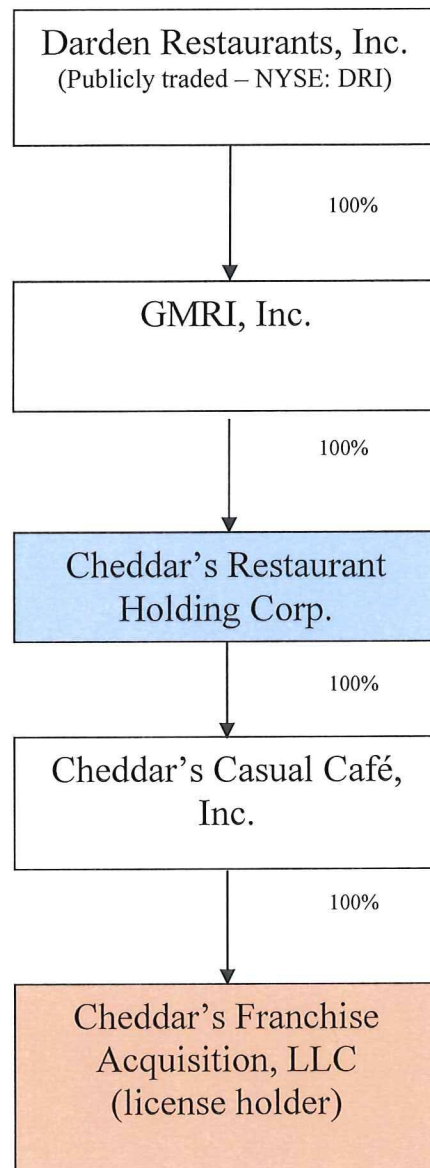 Darden Restaurants, Inc.
(Publicly traded – NYSE: DRI)
100%
GMRI, Inc.
100%
Cheddar's Restaurant
Holding Corp.
100%
Cheddar's Casual Café,
Inc.
100%
Cheddar's Franchise
Acquisition, LLC
(license holder)